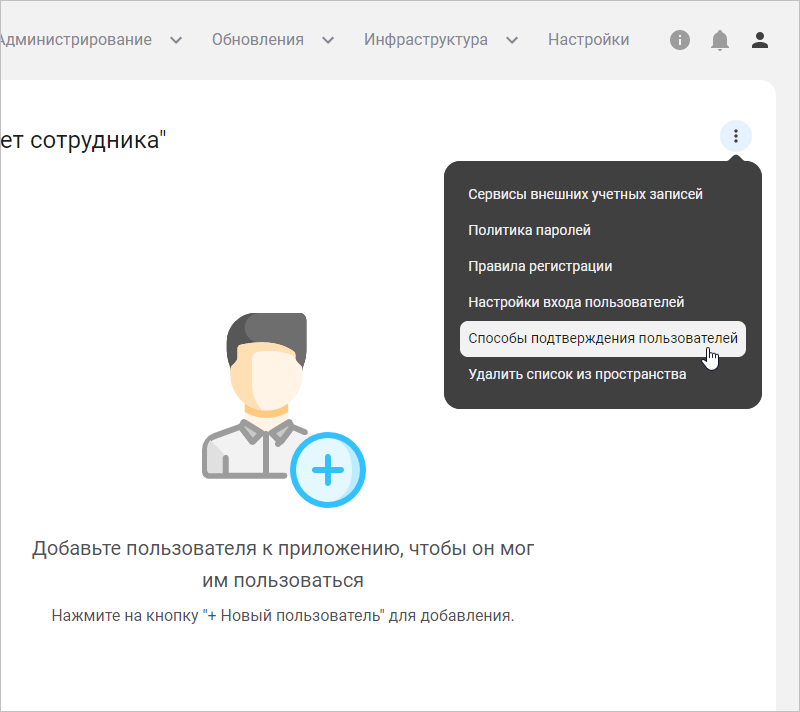 Администрирование Обновления Инфраструктура Настройки
ет сотрудника"
Сервисы внешних учетных записей
Политика паролей
Правила регистрации
Настройки входа пользователей
Способы подтверждения пользователей
Удалить список из пространства
Добавьте пользователя к приложению, чтобы он мог
им пользоваться
Нажмите на кнопку "+ Новый пользователь" для добавления.